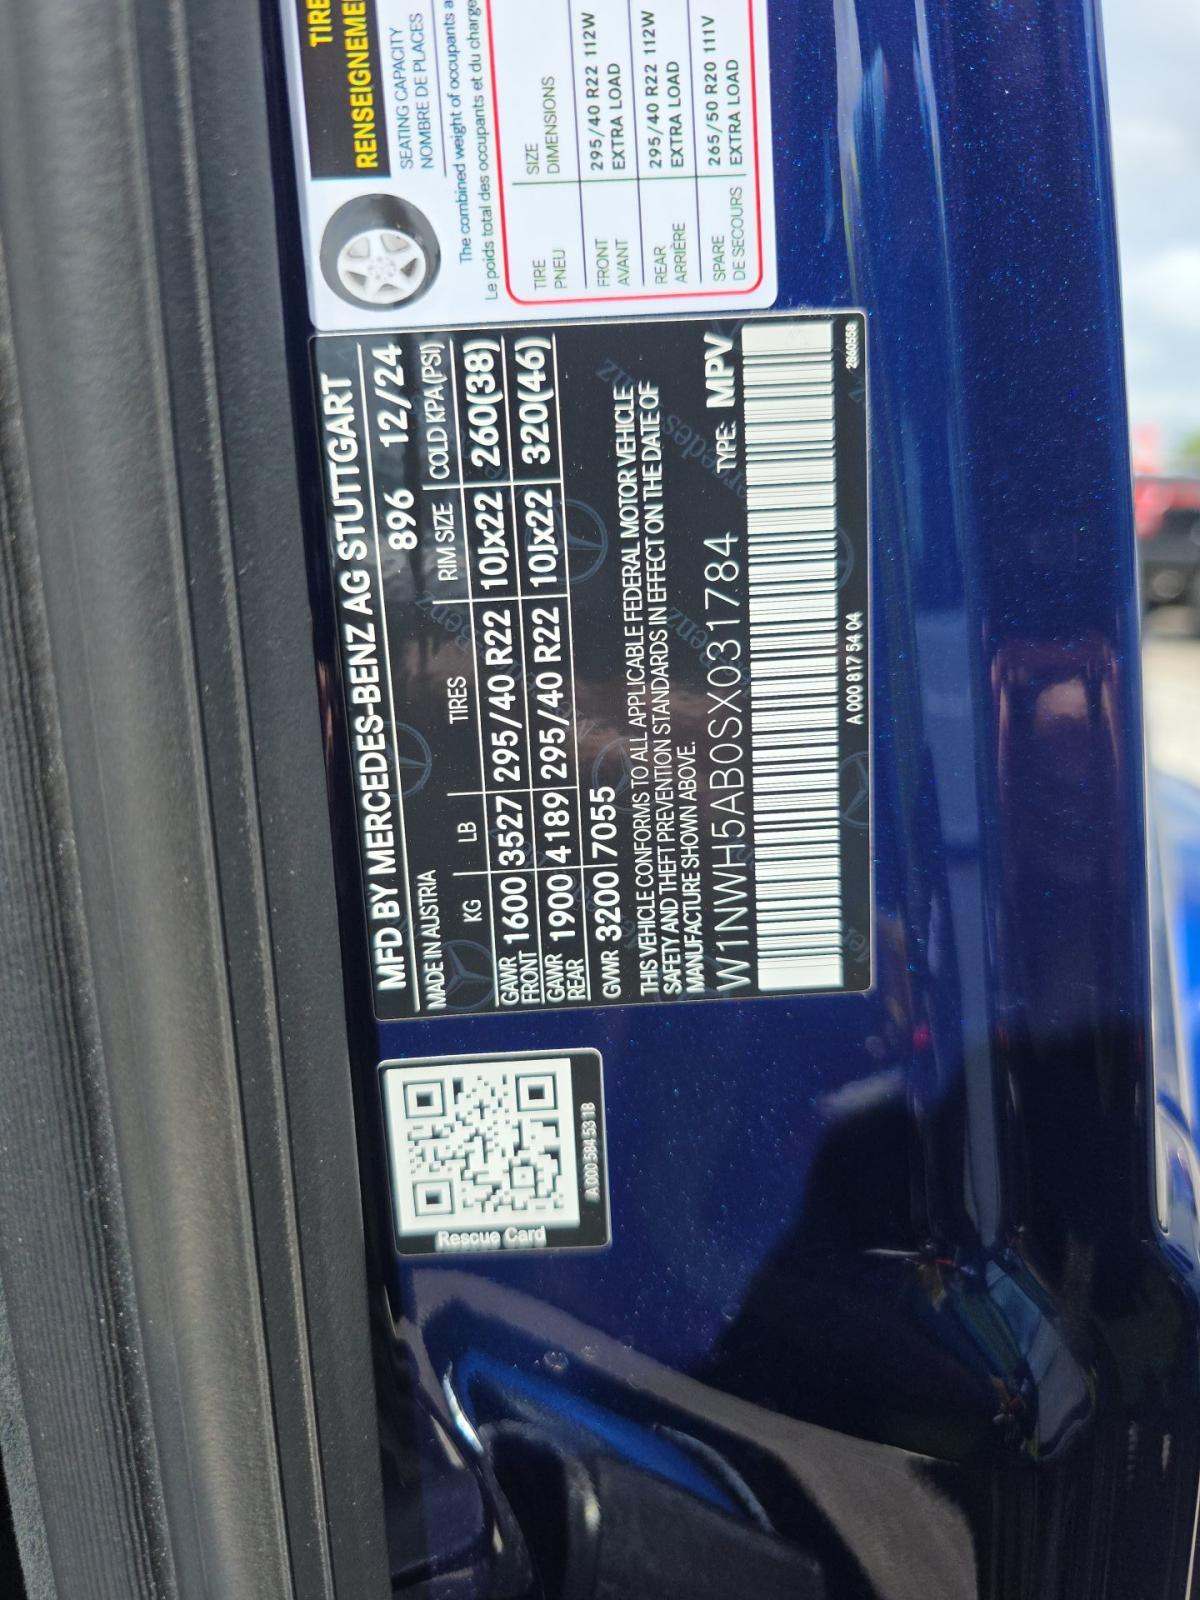 TIRE
RENSEIGNEME
SEATING CAPACITY
NOMBRE DE PLACES
The combined weight of occupants a
Le poids total des occupants et du charge
TIRE SIZE
PNEU DIMENSIONS
FRONT 295/40 R22 112W
AVANT EXTRA LOAD
REAR 295/40 R22 112W
ARRIÈRE EXTRA LOAD
SPARE 265/50 R20 111V
DE SECOURS EXTRA LOAD
MFD BY MERCEDES-BENZ AG STUTTGART
MADE IN AUSTRIA 896 12/24
KG LB TIRES RIM SIZE COLD KPA(PSI)
GAWR FRONT 1600 3527 295/40 R22 10Jx22 260(38)
GAWR REAR 1900 4189 295/40 R22 10Jx22 320(46)
GVWR 3200 7055
THIS VEHICLE CONFORMS TO ALL APPLICABLE FEDERAL MOTOR VEHICLE
SAFETY AND THEFT PREVENTION STANDARDS IN EFFECT ON THE DATE OF
MANUFACTURE SHOWN ABOVE.
W1NWH5AB0SX031784 TYPE: MPV
A 000 817 54 04 2860558
Rescue Card
A 000 584 53 18